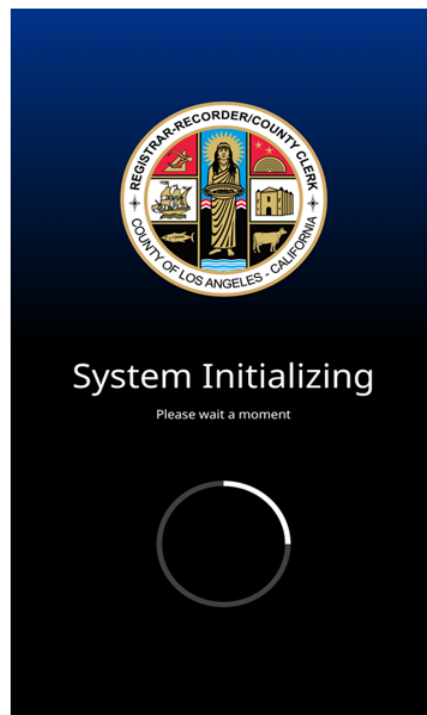 REGISTRAR-RECORDER/COUNTY CLERK
COUNTY OF LOS ANGELES - CALIFORNIA
System Initializing
Please wait a moment